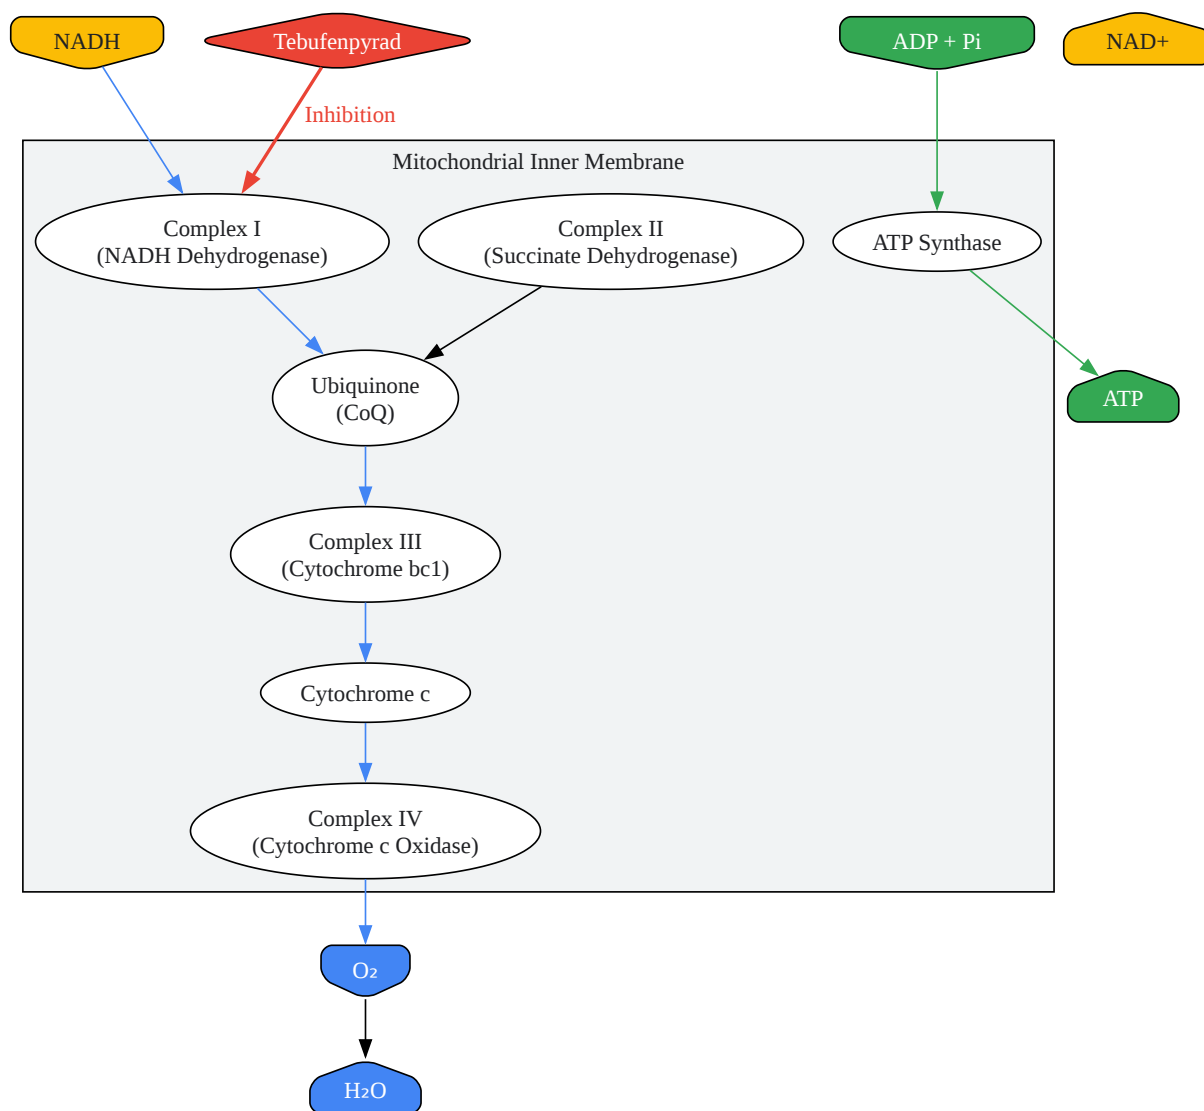 NADH
Tebufenpyrad
ADP + Pi
NAD+
Inhibition
Mitochondrial Inner Membrane
Complex I
(NADH Dehydrogenase)
Complex II
(Succinate Dehydrogenase)
ATP Synthase
Ubiquinone
(CoQ)
ATP
Complex III
(Cytochrome bc1)
Cytochrome c
Complex IV
(Cytochrome c Oxidase)
O₂
H₂O